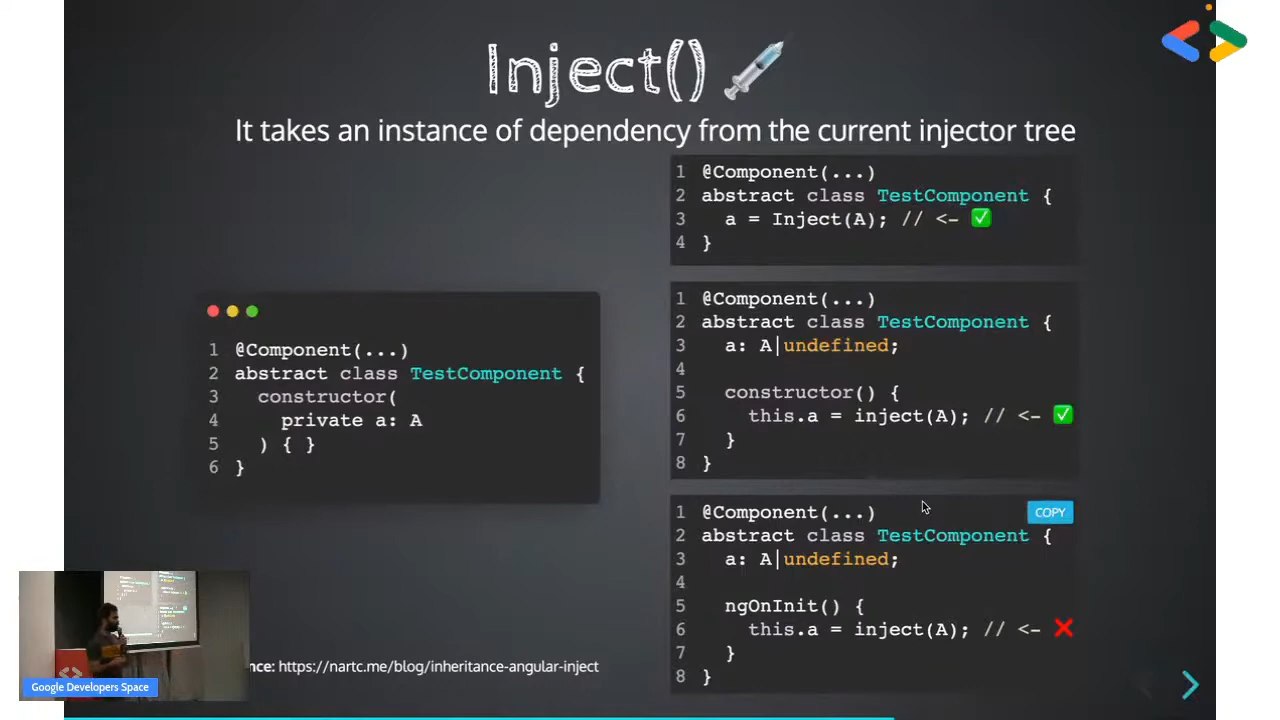 Inject()
It takes an instance of dependency from the current injector tree
1 @Component(...)
2 abstract class TestComponent {
3   constructor(
4     private a: A
5   ) { }
6 }
1 @Component(...)
2 abstract class TestComponent {
3   a = Inject(A); // <- ✅
4 }
1 @Component(...)
2 abstract class TestComponent {
3   a: A|undefined;
4
5   constructor() {
6     this.a = inject(A); // <- ✅
7   }
8 }
COPY
1 @Component(...)
2 abstract class TestComponent {
3   a: A|undefined;
4
5   ngOnInit() {
6     this.a = inject(A); // <- ❌
7   }
8 }
nce: https://nartc.me/blog/inheritance-angular-inject
Google Developers Space